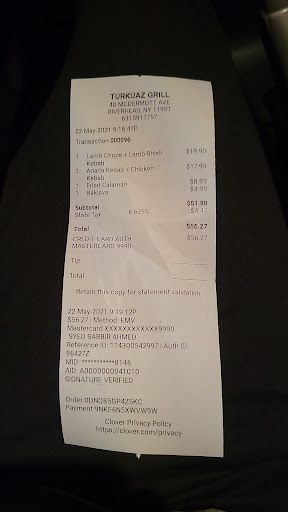 TURKUAZ GRILL
40 MCDERMOTT AVE
RIVERHEAD, NY 11901
6315911757
22-May-2021 9:16:47P
Transaction 000096
1 Lamb Chops + Lamb Shish Kebab $19.95
1 Adana Kebab + Chicken Kebab $17.95
1 Fried Calamari $8.95
1 Baklava $4.95
Subtotal $51.80
State Tax 8.625% $4.47
Total $56.27
CREDIT CARD AUTH $56.27
MASTERCARD 9990
Tip
Total
Retain this copy for statement validation
22-May-2021 9:19:12P
$56.27 | Method: EMV
Mastercard XXXXXXXXXXXX9990
SYED SABBIR AHMED
Reference ID: 114300542997 | Auth ID:
96427Z
MID: ***********8146
AID: A0000000041010
SIGNATURE VERIFIED
Order 0DNQ85GP4Z5KC
Payment 9NKE6N5XWVW9W
Clover Privacy Policy
https://clover.com/privacy